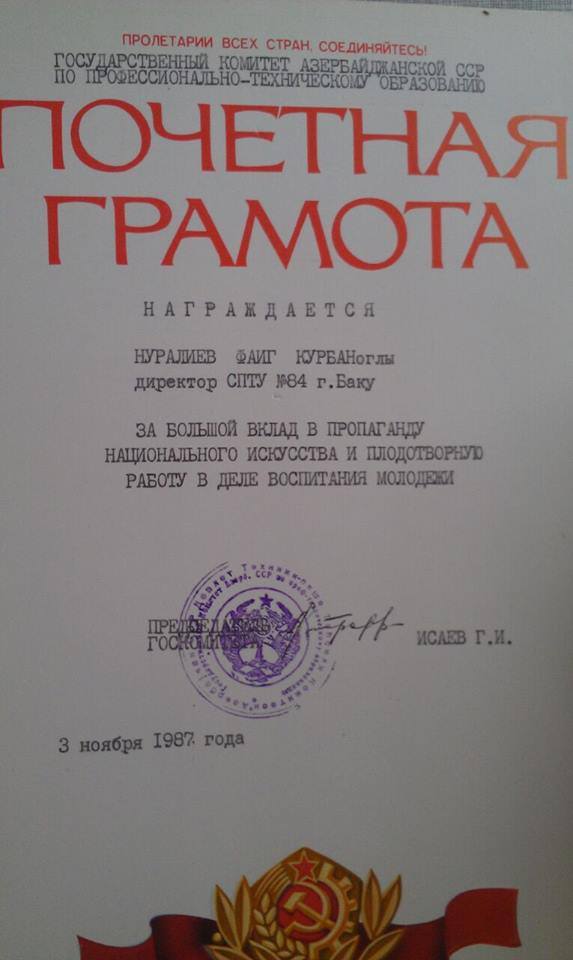 ПРОЛЕТАРИИ ВСЕХ СТРАН, СОЕДИНЯЙТЕСЬ!
ГОСУДАРСТВЕННЫЙ КОМИТЕТ АЗЕРБАЙДЖАНСКОЙ ССР
ПО ПРОФЕССИОНАЛЬНО-ТЕХНИЧЕСКОМУ ОБРАЗОВАНИЮ
ПОЧЕТНАЯ
ГРАМОТА
НАГРАЖДАЕТСЯ
НУРАЛИЕВ ФАИГ КУРБАНоглы
директор СПТУ №84 г.Баку
ЗА БОЛЬШОЙ ВКЛАД В ПРОПАГАНДУ
НАЦИОНАЛЬНОГО ИСКУССТВА И ПЛОДОТВОРНУЮ
РАБОТУ В ДЕЛЕ ВОСПИТАНИЯ МОЛОДЕЖИ
ПРЕДСЕДАТЕЛЬ
ГОСКОМИТЕТА
ИСАЕВ Г.И.
3 ноября 1987 года